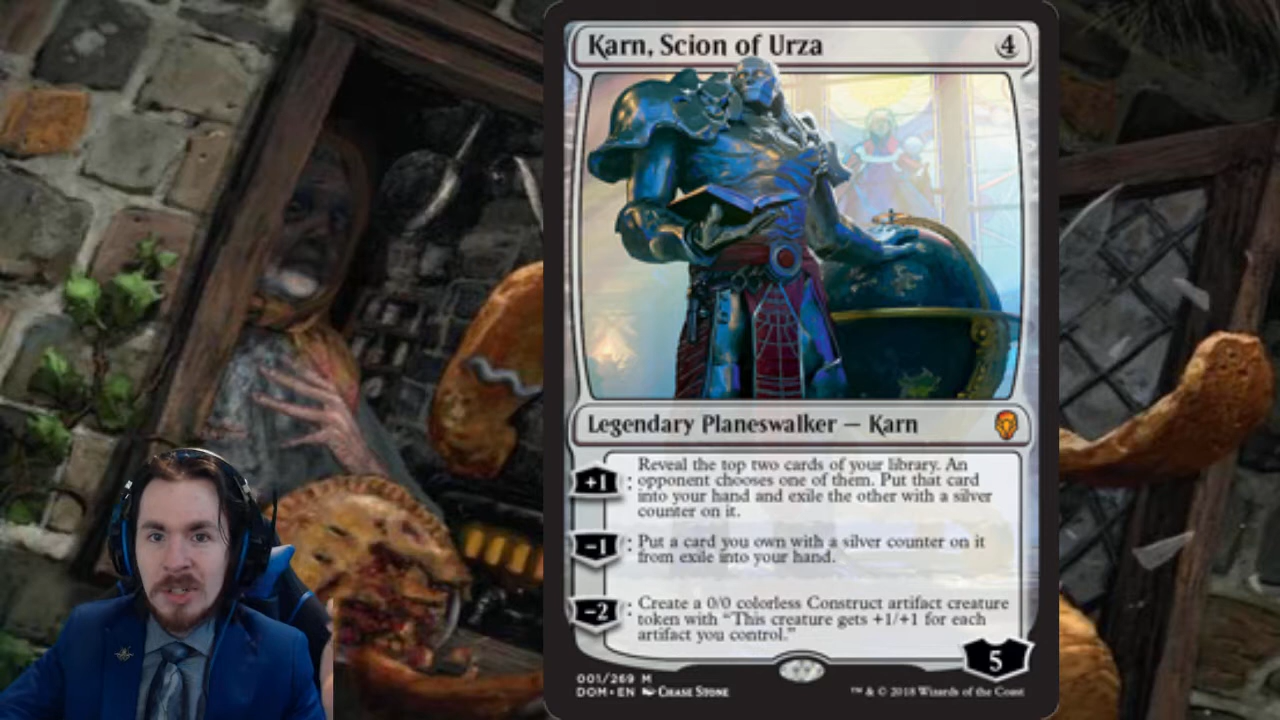 Karn, Scion of Urza 4
Legendary Planeswalker — Karn
+1 : Reveal the top two cards of your library. An
opponent chooses one of them. Put that card
into your hand and exile the other with a silver
counter on it.
−1 : Put a card you own with a silver counter on it
from exile into your hand.
−2 : Create a 0/0 colorless Construct artifact creature
token with “This creature gets +1/+1 for each
artifact you control.”
5
001/269 M
DOM • EN Chase Stone
™ & © 2018 Wizards of the Coast